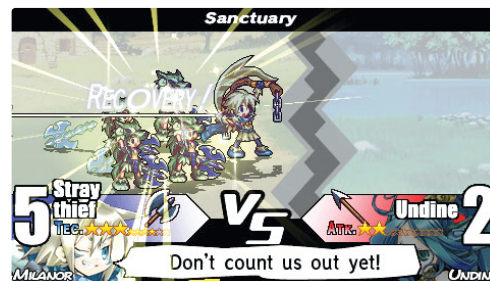 Sanctuary
RECOVERY!
5
Stray
thief
TEC.
VS
ATK.
Undine
2
MILANOR
UNDIN
Don't count us out yet!